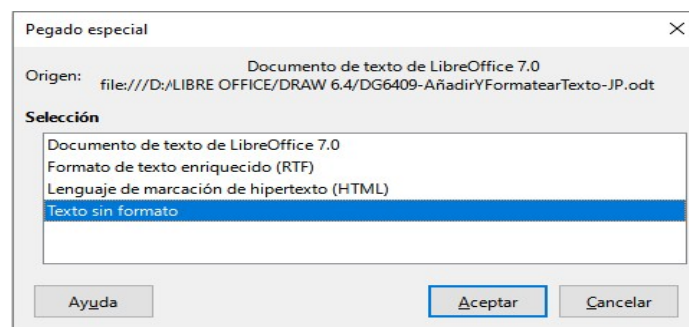 Pegado especial
Documento de texto de LibreOffice 7.0
Origen:
file:///D:/LIBRE OFFICE/DRAW 6.4/DG6409-AñadirYFormatearTexto-JP.odt
Selección
Documento de texto de LibreOffice 7.0
Formato de texto enriquecido (RTF)
Lenguaje de marcación de hipertexto (HTML)
Texto sin formato
Ayuda Aceptar Cancelar